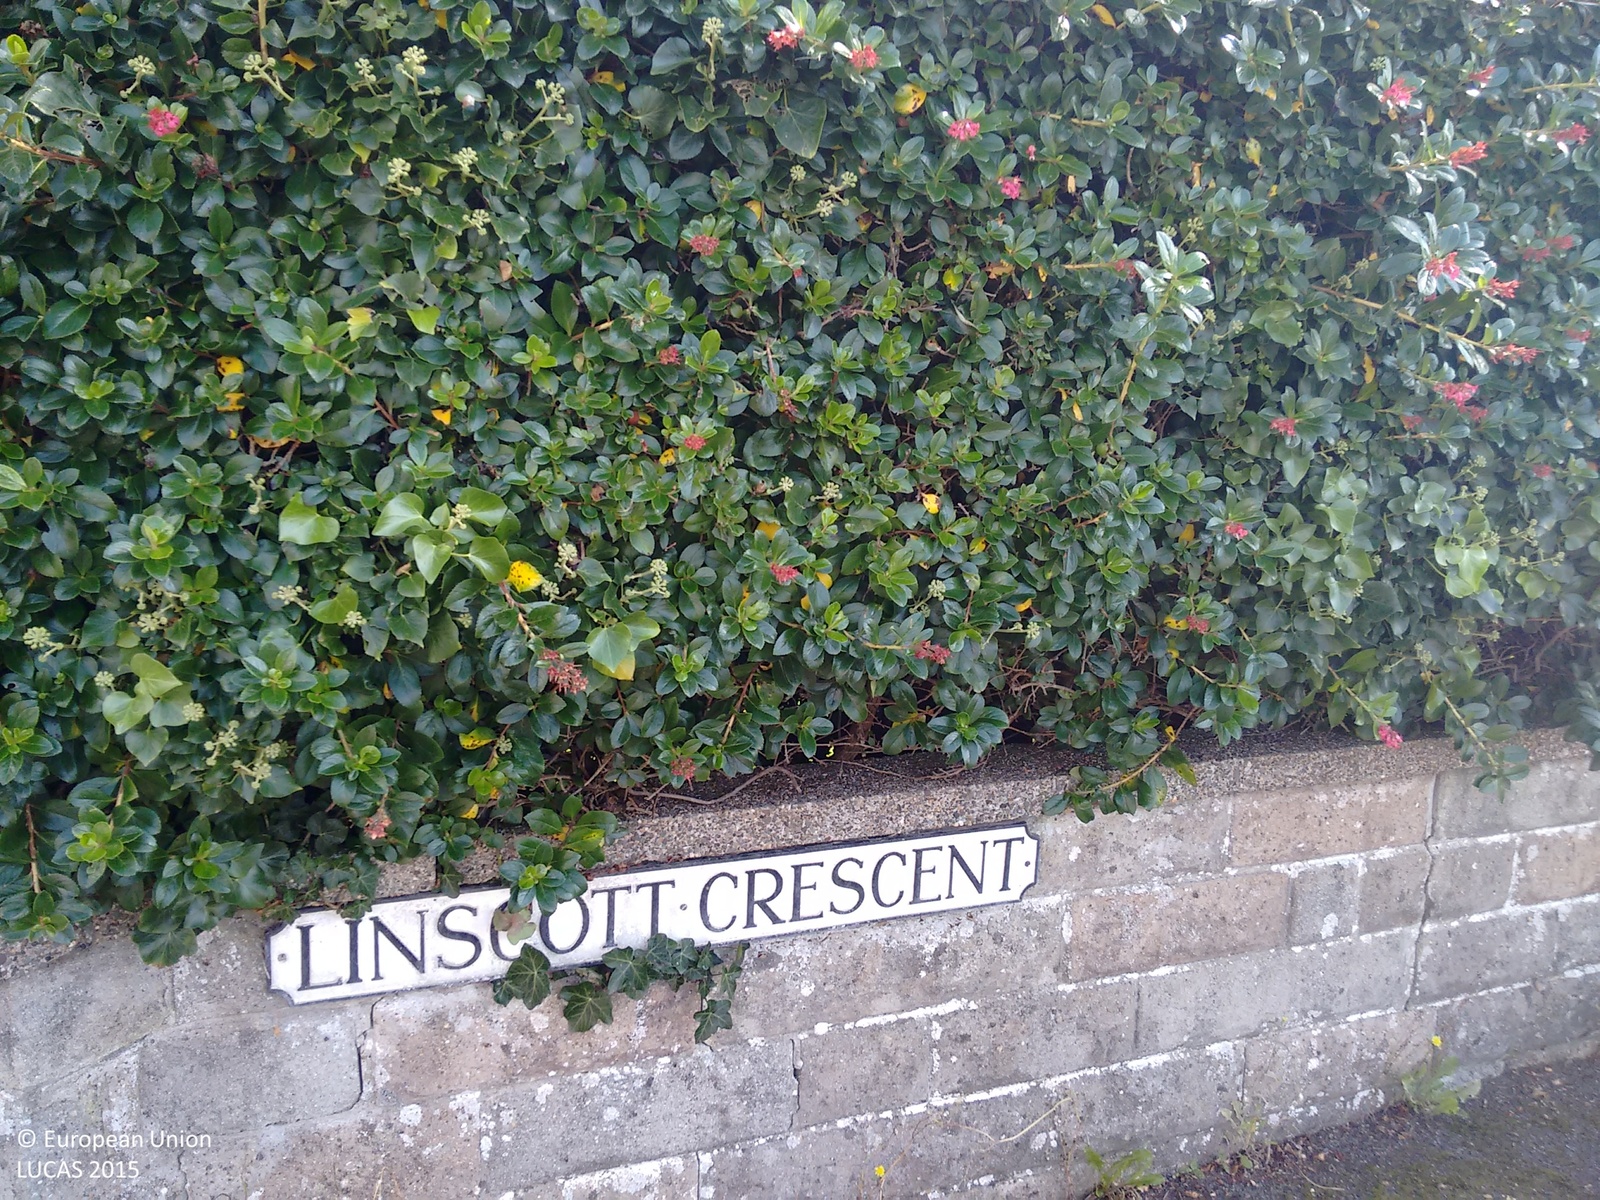 LINSCOTT·CRESCENT
© European Union
LUCAS 2015